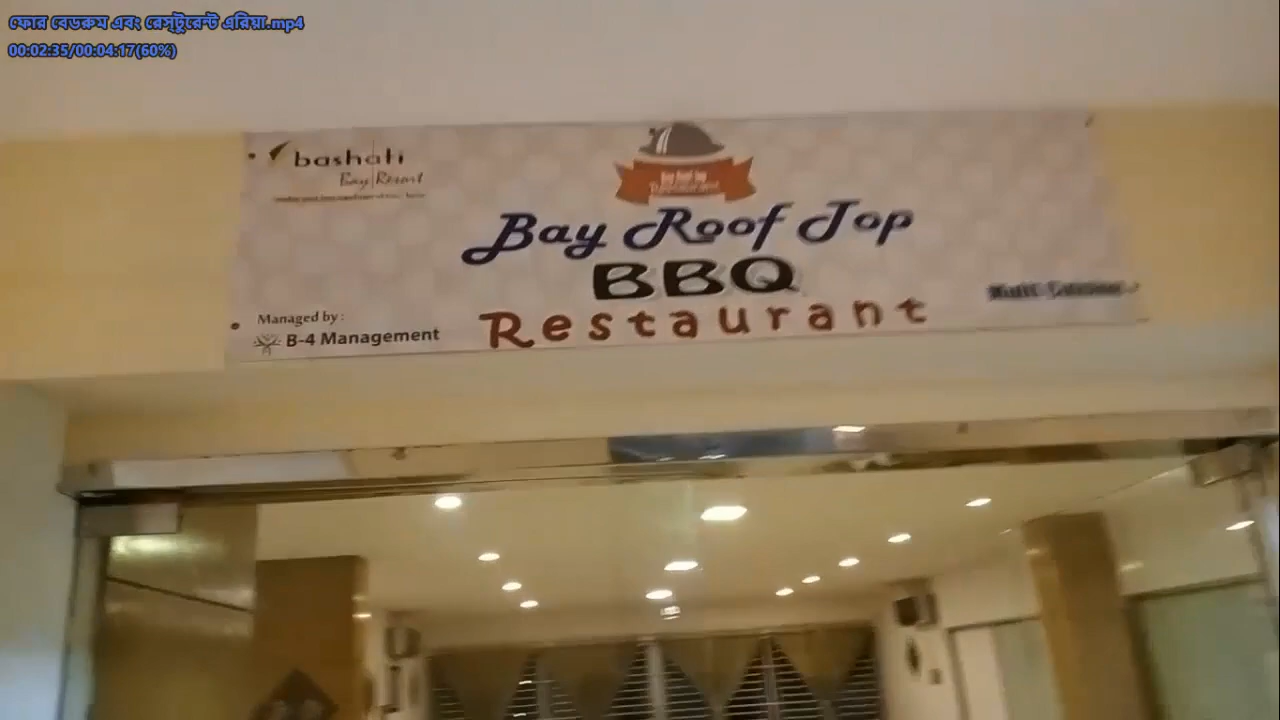 ফোর বেডরুম এবং রেস্টুরেন্ট এরিয়া.mp4
00:02:35/00:04:17(60%)
bashati
Bay Resort
Bay Roof Top
BBQ
Restaurant
Managed by :
B-4 Management